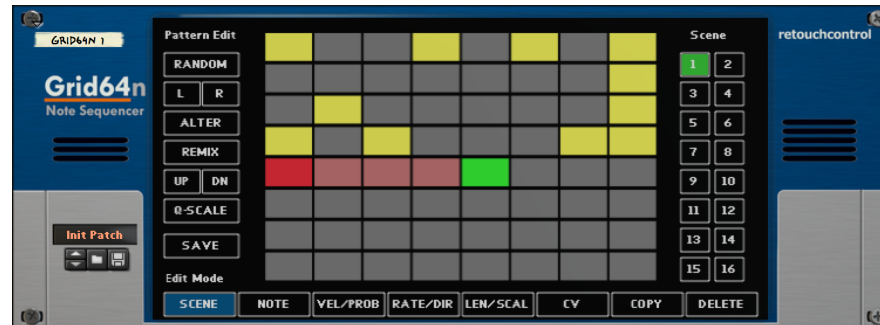 GRID64N 1
Grid64n
Note Sequencer
Init Patch
Pattern Edit
RANDOM
L R
ALTER
REMIX
UP DN
Q-SCALE
SAVE
Edit Mode
SCENE NOTE VEL/PROB RATE/DIR LEN/SCAL CV COPY DELETE
Scene
1 2
3 4
5 6
7 8
9 10
11 12
13 14
15 16
retouchcontrol